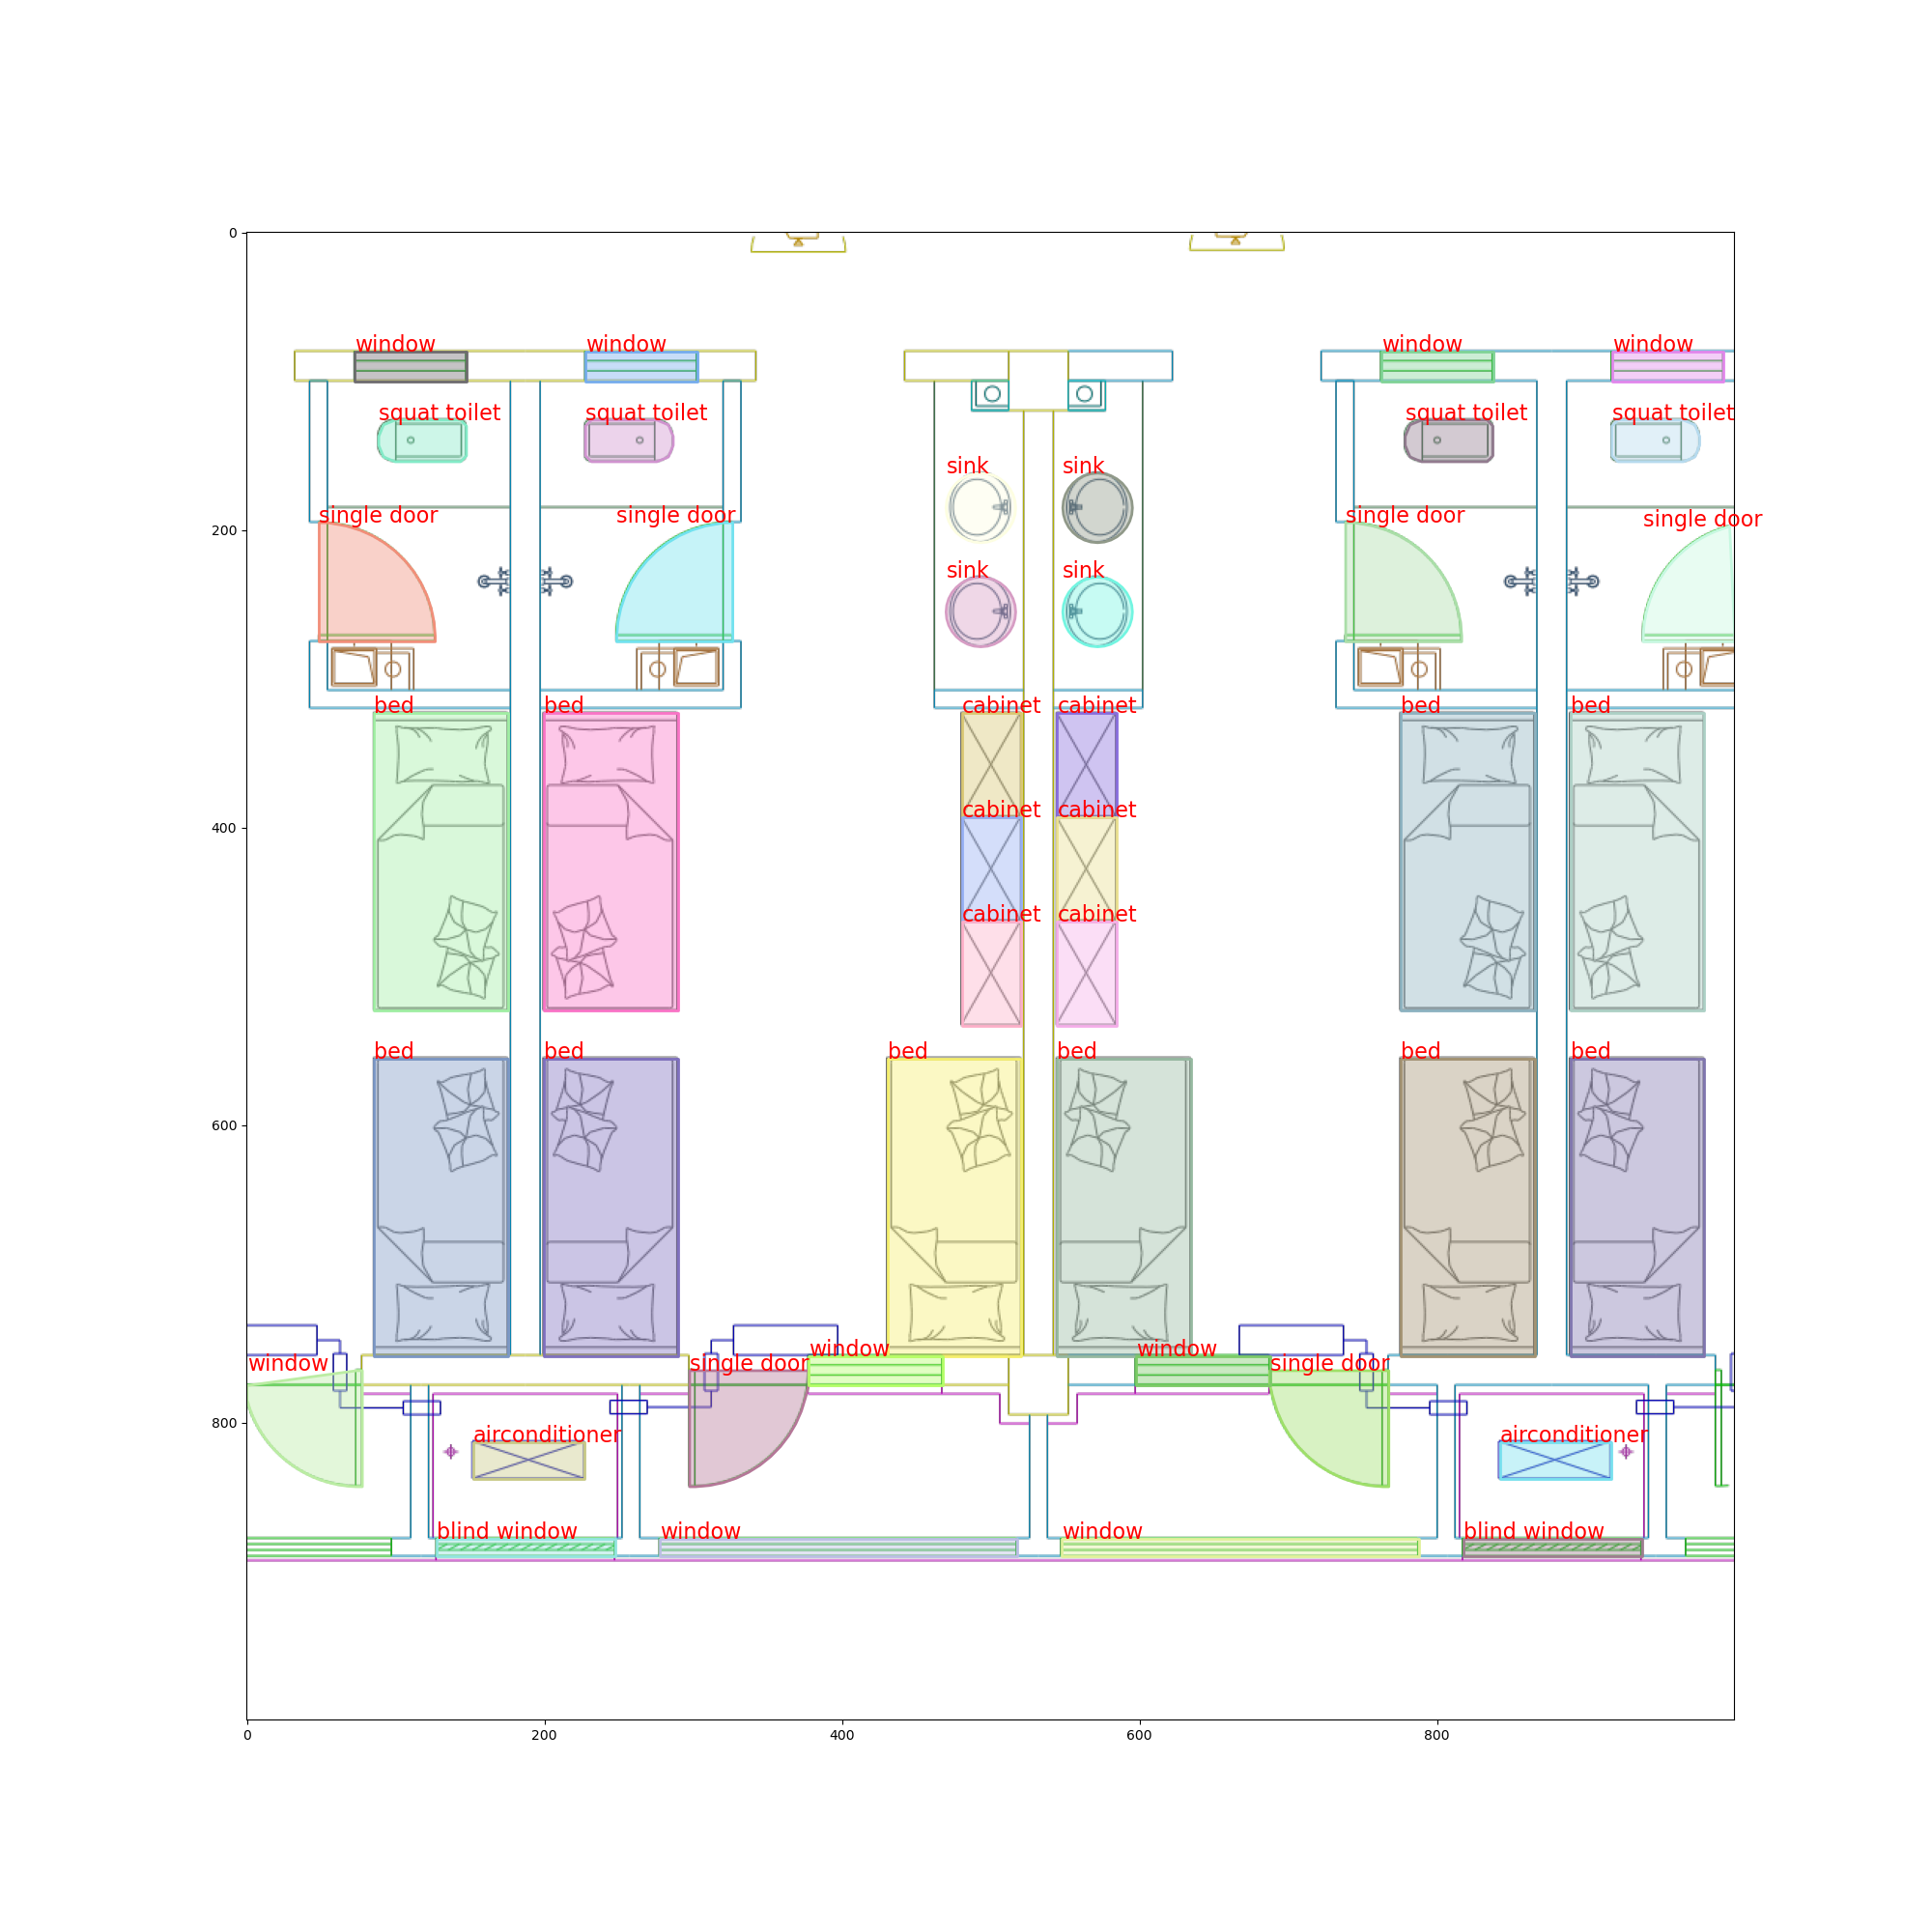 0
window window window window
squat toilet squat toilet squat toilet squat toilet
sink sink
single door single door single door single door
200
sink sink
bed bed cabinet cabinet bed bed
cabinet cabinet
400
cabinet cabinet
bed bed bed bed bed bed
600
window window
window single door single door
800
airconditioner airconditioner
blind window window window blind window
0 200 400 600 800